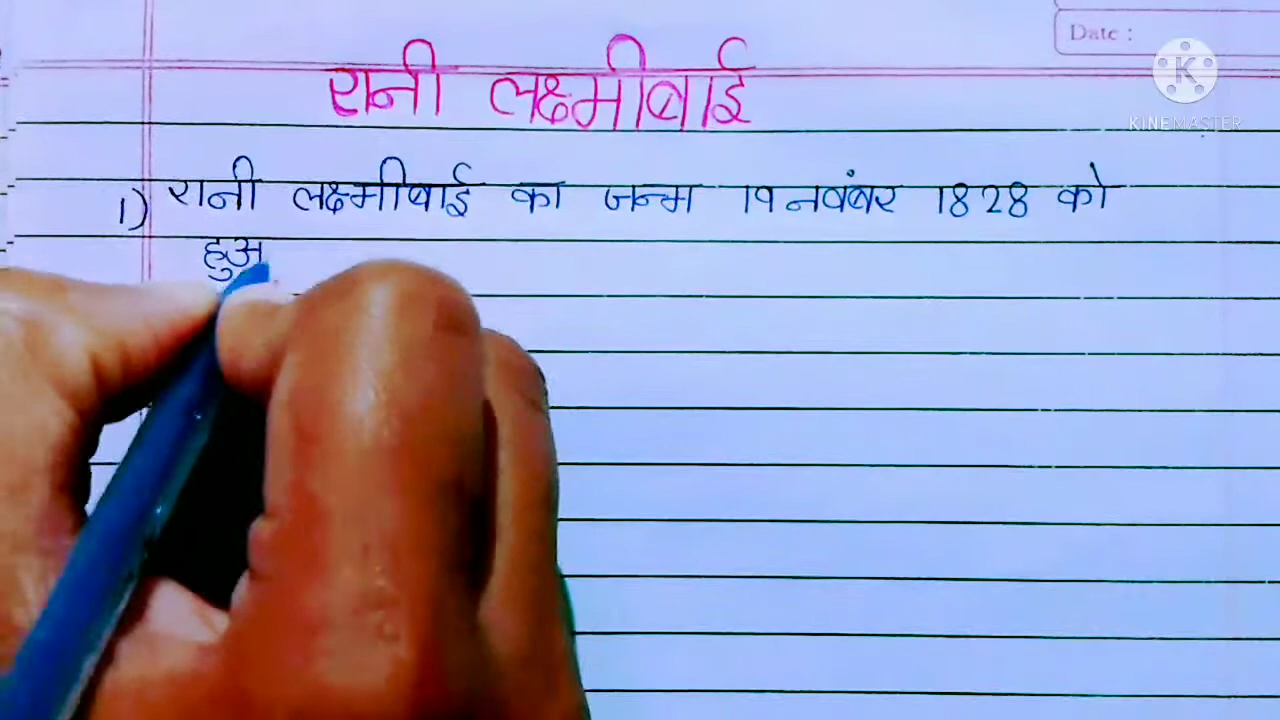 Date :
KINEMASTER
रानी लक्ष्मीबाई
1) रानी लक्ष्मीबाई का जन्म 19 नवंबर 1828 को
हुअ